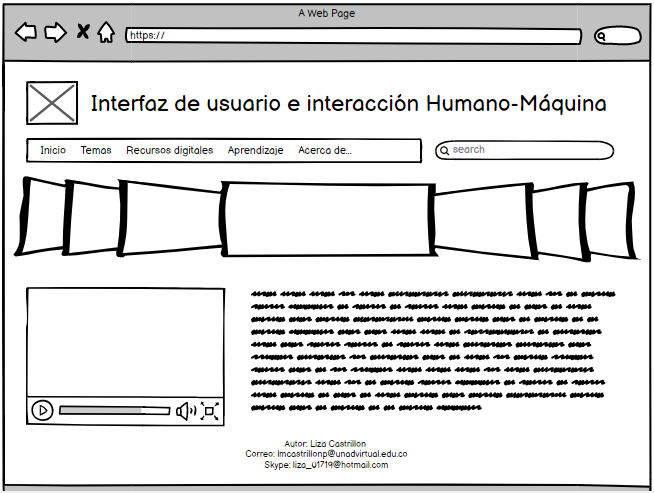 A Web Page
https://
Interfaz de usuario e interacción Humano-Máquina
Inicio Temas Recursos digitales Aprendizaje Acerca de... search
Autor: Liza Castrillon
Correo: lmcastrillonp@unadvirtual.edu.co
Skype: liza_01719@hotmail.com